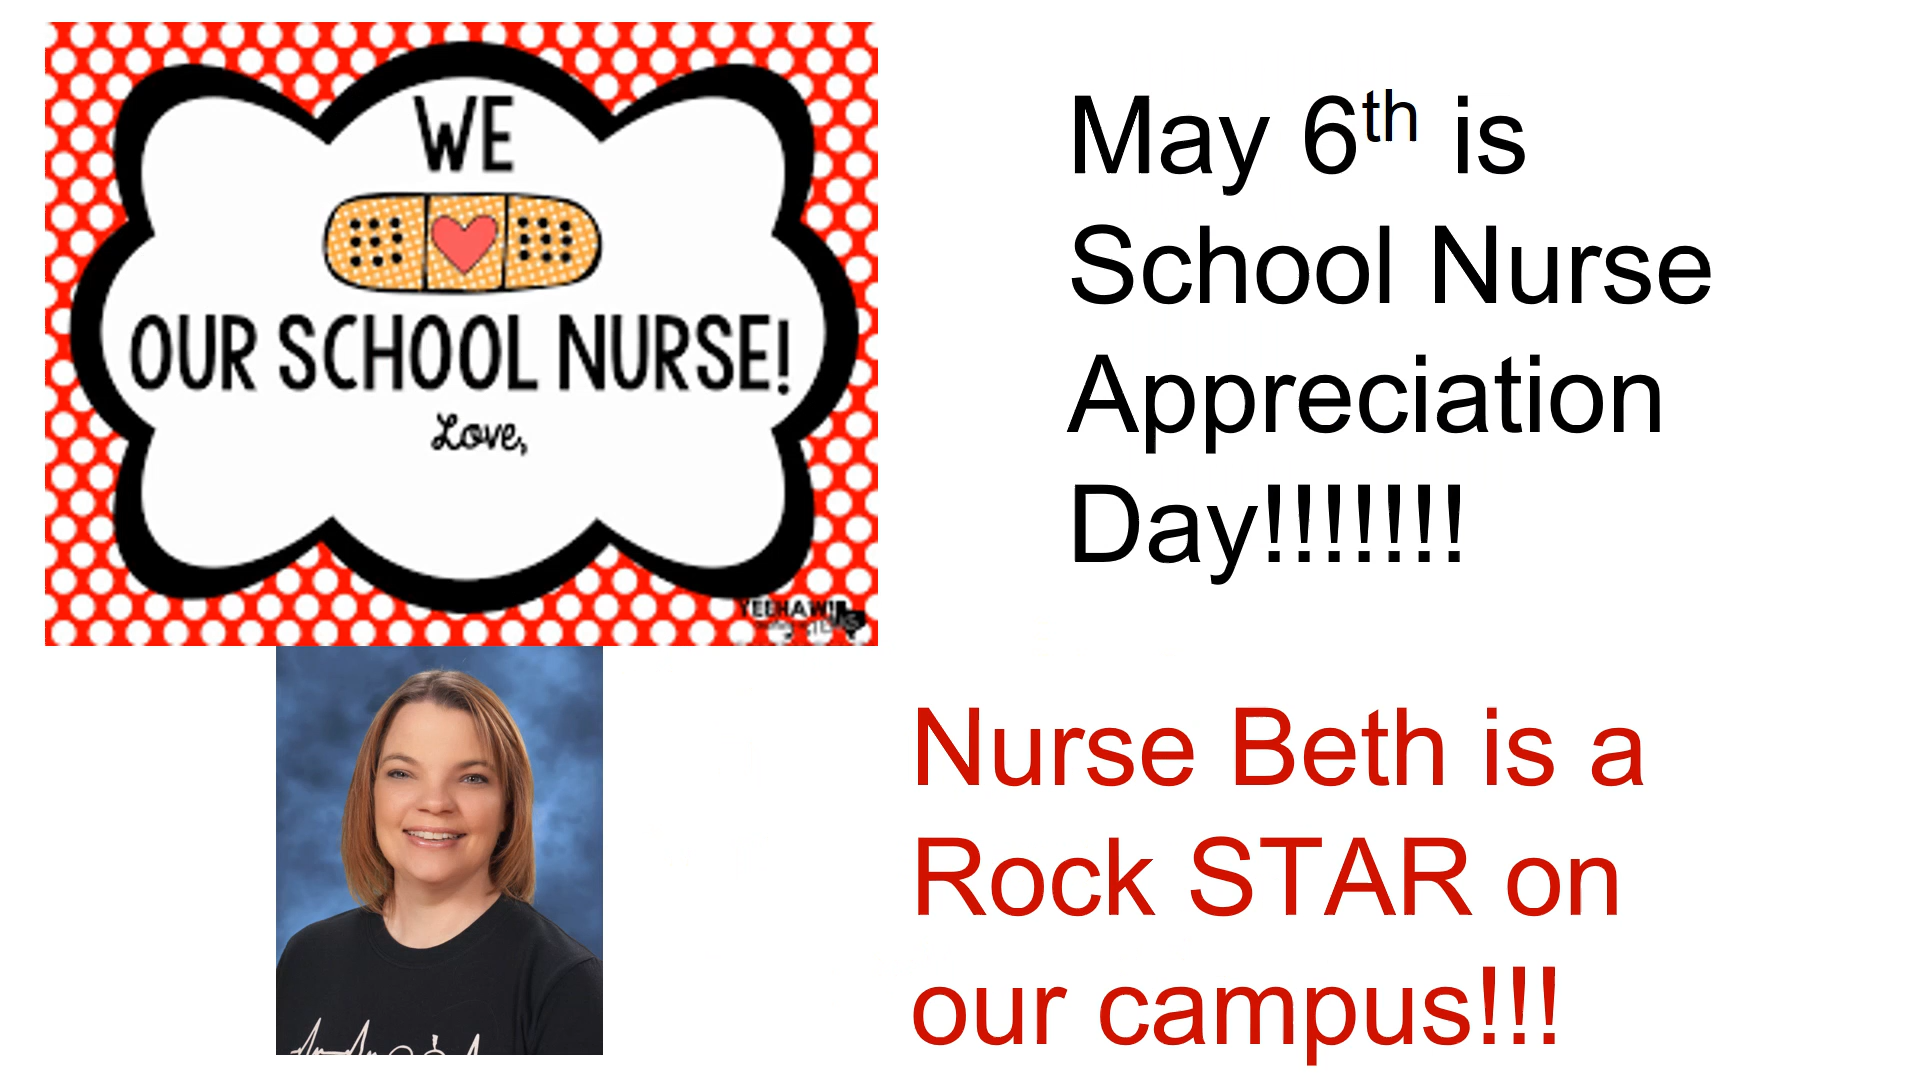 WE
OUR SCHOOL NURSE!
Love,
YEEHAW!
May 6th is
School Nurse
Appreciation
Day!!!!!!!
Nurse Beth is a
Rock STAR on
our campus!!!